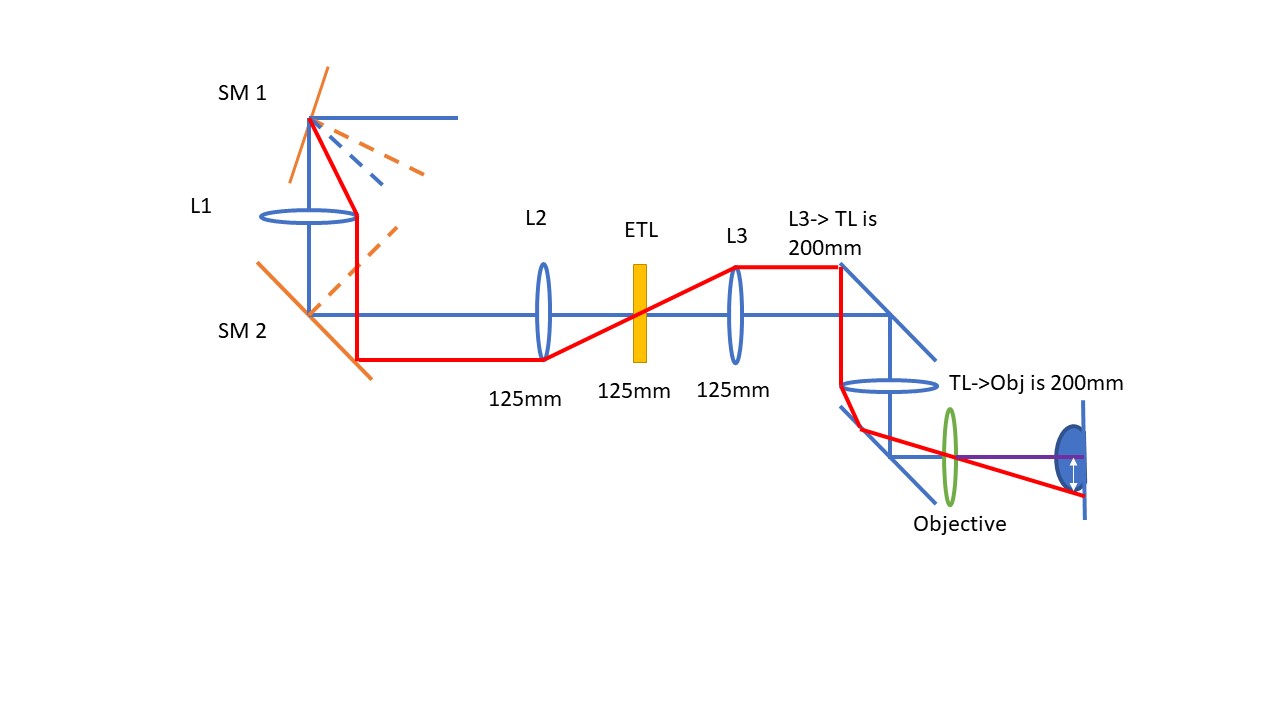 SM 1
L1
SM 2
L2
125mm
ETL
125mm
L3
125mm
L3-> TL is
200mm
TL->Obj is 200mm
Objective